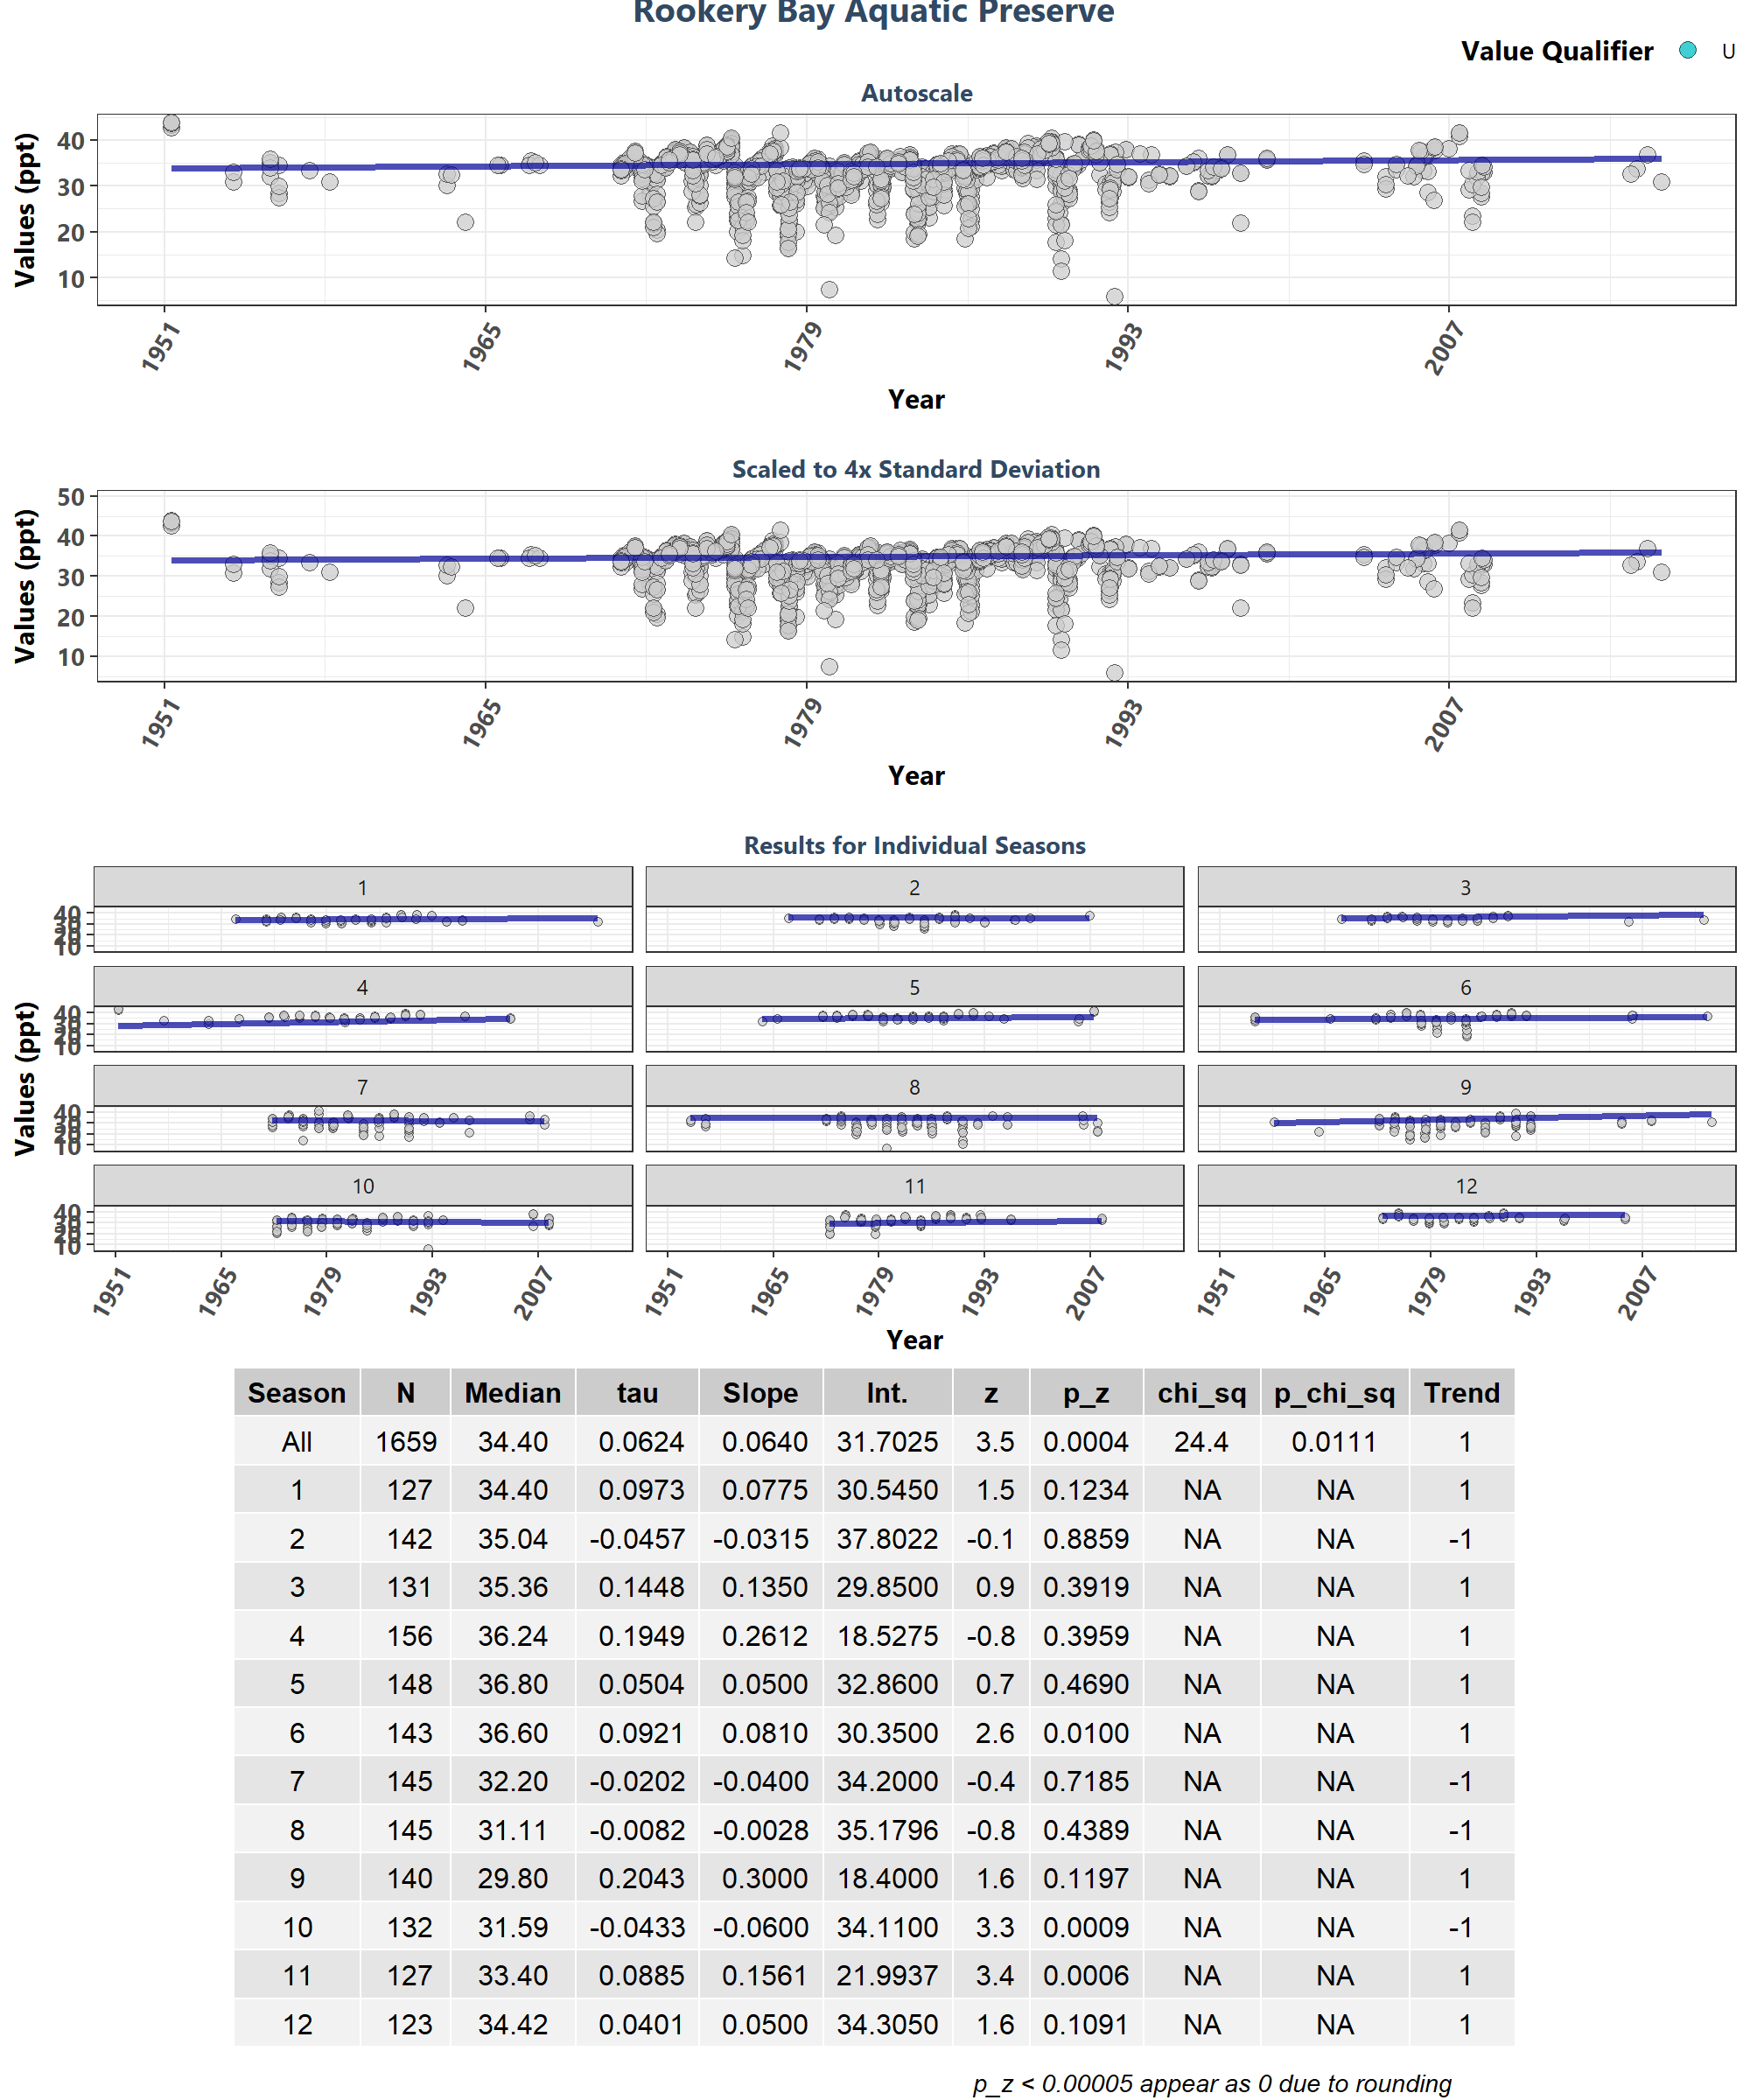 Rookery Bay Aquatic Preserve
Value Qualifier U
Autoscale
Values (ppt)
40
30
20
10
1951 1965 1979 1993 2007
Year
Scaled to 4x Standard Deviation
Values (ppt)
50
40
30
20
10
1951 1965 1979 1993 2007
Year
Results for Individual Seasons
Values (ppt)
1 2 3
40
30
20
10
4 5 6
40
30
20
10
7 8 9
40
30
20
10
10 11 12
40
30
20
10
1951 1965 1979 1993 2007 1951 1965 1979 1993 2007 1951 1965 1979 1993 2007
Year
Season N Median tau Slope Int. z p_z chi_sq p_chi_sq Trend
All 1659 34.40 0.0624 0.0640 31.7025 3.5 0.0004 24.4 0.0111 1
1 127 34.40 0.0973 0.0775 30.5450 1.5 0.1234 NA NA 1
2 142 35.04 -0.0457 -0.0315 37.8022 -0.1 0.8859 NA NA -1
3 131 35.36 0.1448 0.1350 29.8500 0.9 0.3919 NA NA 1
4 156 36.24 0.1949 0.2612 18.5275 -0.8 0.3959 NA NA 1
5 148 36.80 0.0504 0.0500 32.8600 0.7 0.4690 NA NA 1
6 143 36.60 0.0921 0.0810 30.3500 2.6 0.0100 NA NA 1
7 145 32.20 -0.0202 -0.0400 34.2000 -0.4 0.7185 NA NA -1
8 145 31.11 -0.0082 -0.0028 35.1796 -0.8 0.4389 NA NA -1
9 140 29.80 0.2043 0.3000 18.4000 1.6 0.1197 NA NA 1
10 132 31.59 -0.0433 -0.0600 34.1100 3.3 0.0009 NA NA -1
11 127 33.40 0.0885 0.1561 21.9937 3.4 0.0006 NA NA 1
12 123 34.42 0.0401 0.0500 34.3050 1.6 0.1091 NA NA 1
p_z < 0.00005 appear as 0 due to rounding